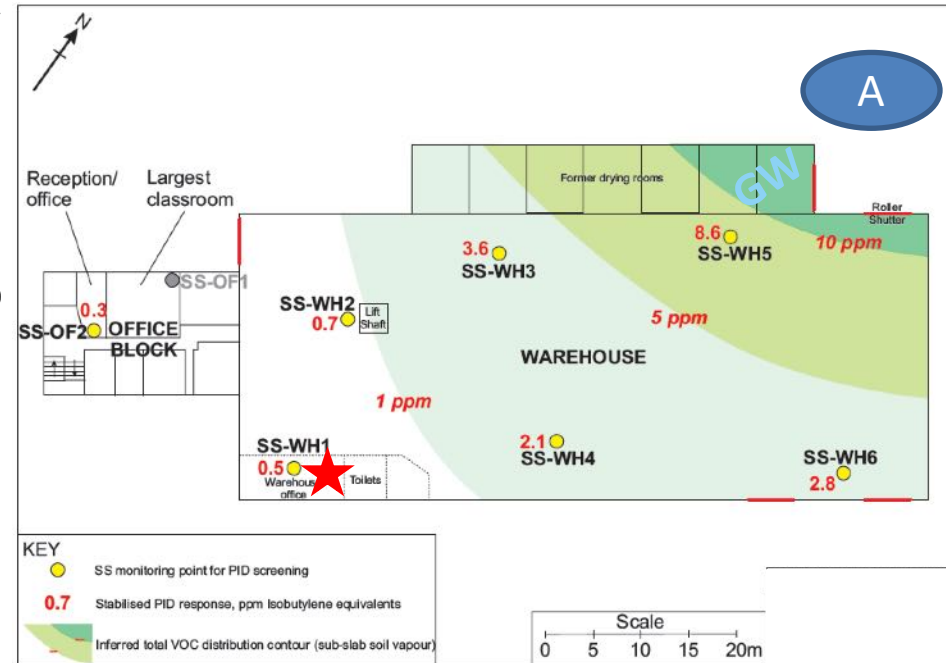 N
A
Reception/
office
Largest
classroom
Former drying rooms
GW
Roller
Shutter
10 ppm
8.6
SS-WH5
3.6
SS-WH3
SS-OF1
0.3
SS-OF2
OFFICE
BLOCK
SS-WH2
0.7
Lift
Shaft
5 ppm
WAREHOUSE
1 ppm
SS-WH1
0.5
Toilets
2.1
SS-WH4
SS-WH6
2.8
KEY
SS monitoring point for PID screening
0.7
Stabilised PID response, ppm Isobutylene equivalents
Inferred total VOC distribution contour (sub-slab soil vapour)
Scale
0 5 10 15 20m
Warehous
office